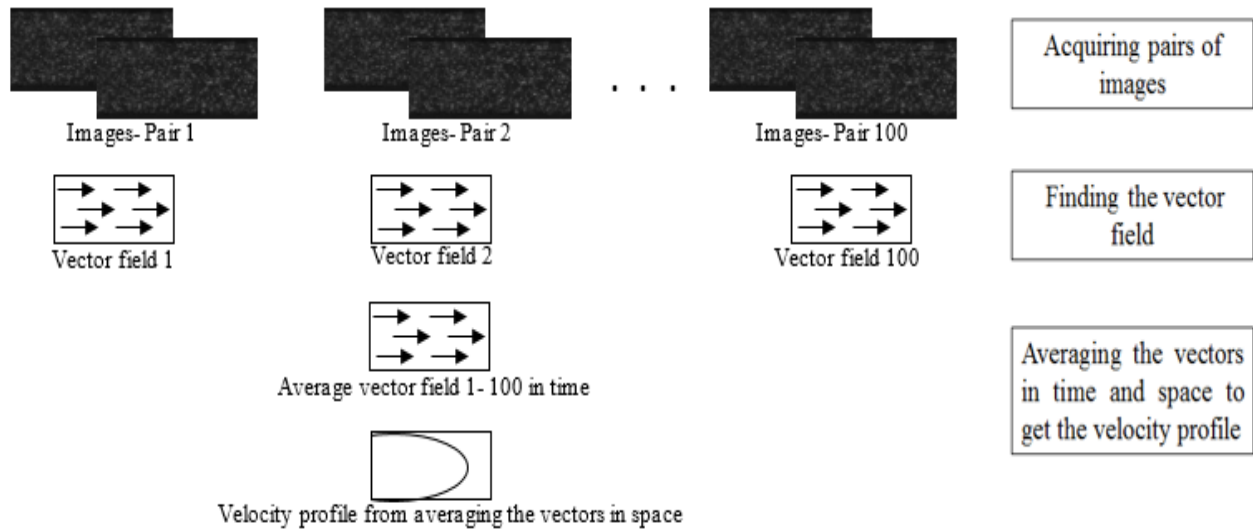 Acquiring pairs of
images
Images- Pair 1
Images- Pair 2
. . .
Images- Pair 100
Finding the vector
field
Vector field 1
Vector field 2
Vector field 100
Average vector field 1- 100 in time
Averaging the vectors
in time and space to
get the velocity profile
Velocity profile from averaging the vectors in space